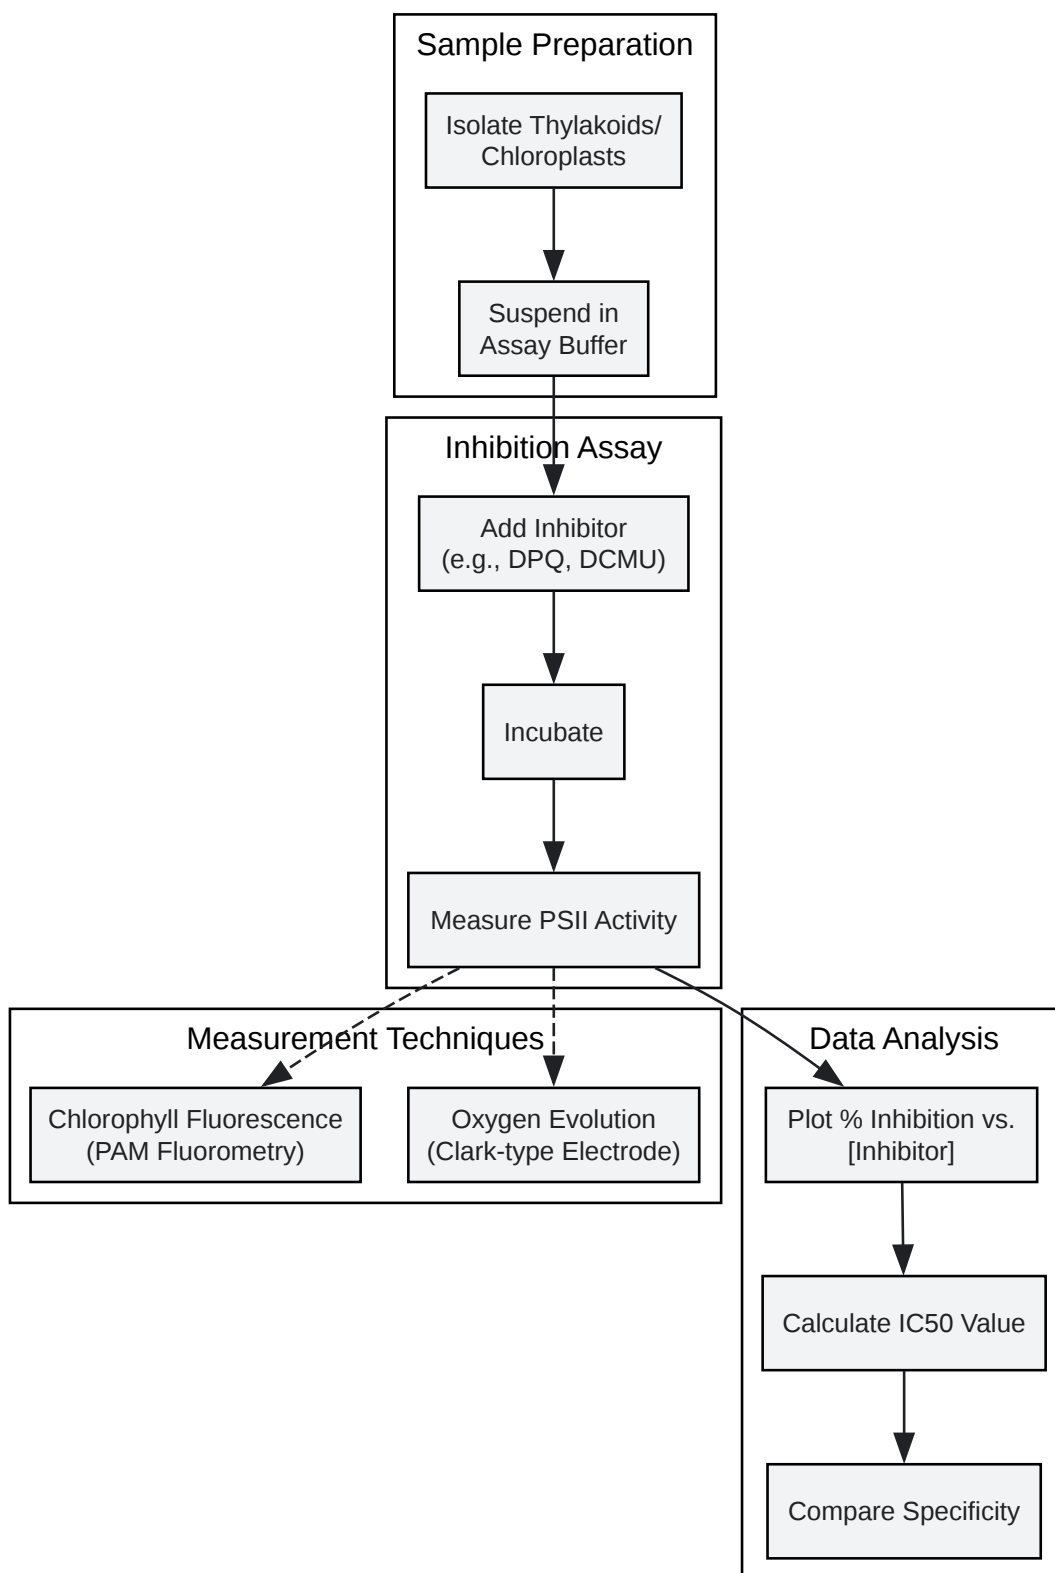 Sample Preparation
Isolate Thylakoids/
Chloroplasts
Suspend in
Assay Buffer
Inhibition Assay
Add Inhibitor
(e.g., DPQ, DCMU)
Incubate
Measure PSII Activity
Measurement Techniques
Chlorophyll Fluorescence
(PAM Fluorometry)
Oxygen Evolution
(Clark-type Electrode)
Data Analysis
Plot % Inhibition vs.
[Inhibitor]
Calculate IC50 Value
Compare Specificity